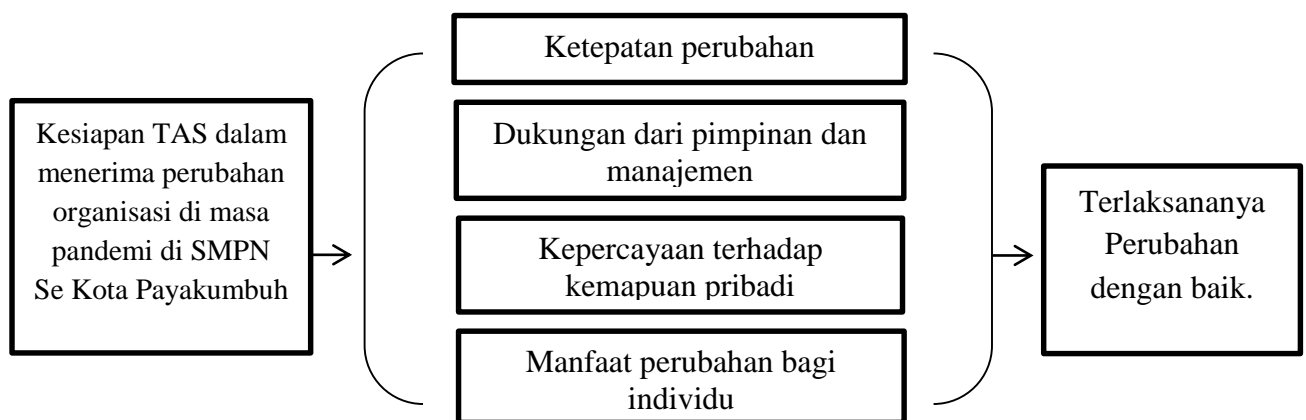 Kesiapan TAS dalam
menerima perubahan
organisasi di masa
pandemi di SMPN
Se Kota Payakumbuh
Ketepatan perubahan
Dukungan dari pimpinan dan
manajemen
Kepercayaan terhadap
kemapuan pribadi
Manfaat perubahan bagi
individu
Terlaksananya
Perubahan
dengan baik.